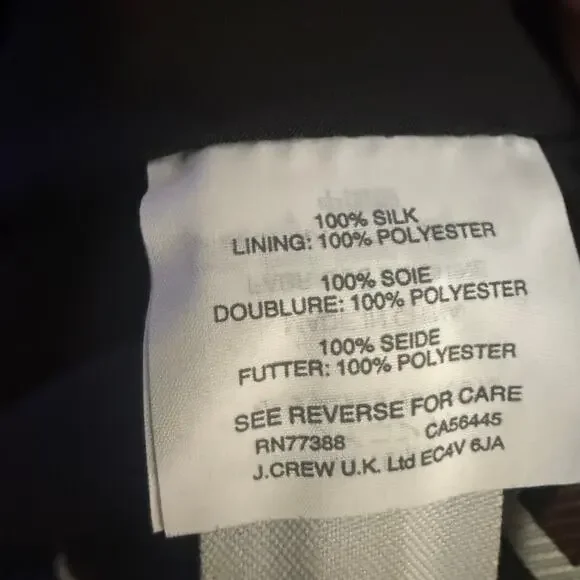 100% SILK
LINING: 100% POLYESTER
100% SOIE
DOUBLURE: 100% POLYESTER
100% SEIDE
FUTTER: 100% POLYESTER
SEE REVERSE FOR CARE
RN77388 CA56445
J.CREW U.K. Ltd EC4V 6JA